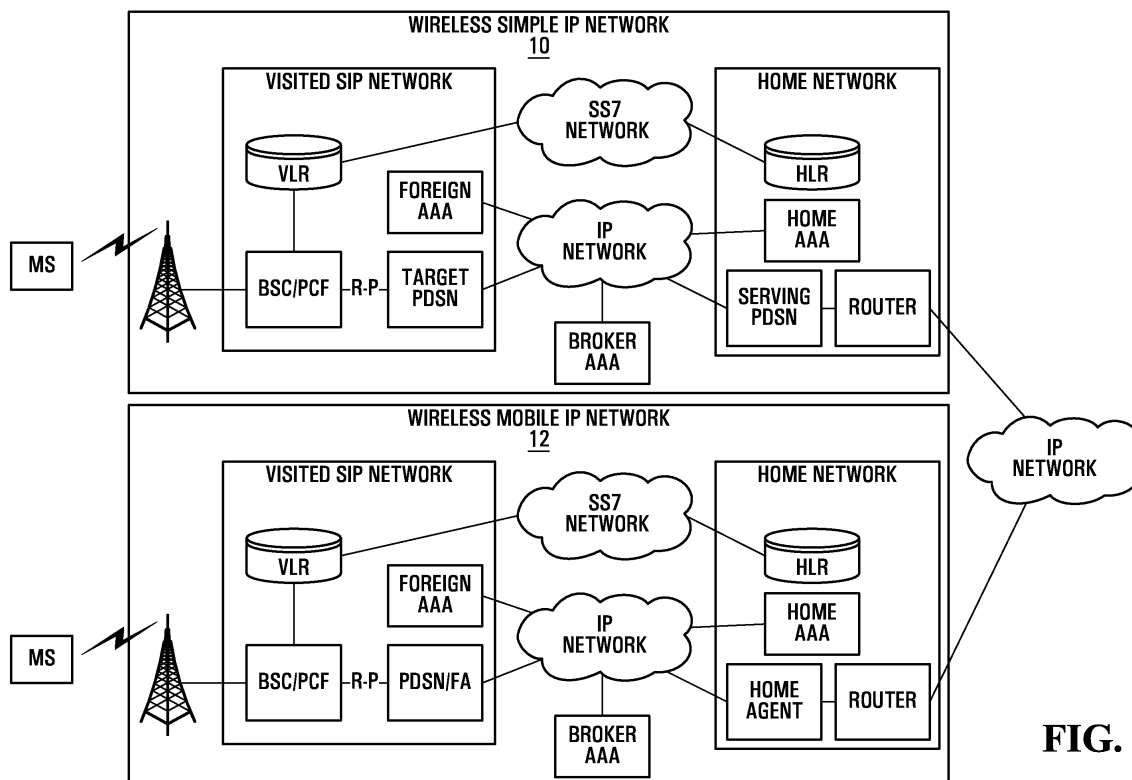 WIRELESS SIMPLE IP NETWORK
10
VISITED SIP NETWORK
HOME NETWORK
SS7
NETWORK
VLR
HLR
FOREIGN
AAA
HOME
AAA
IP
NETWORK
MS
BSC/PCF
R-P
TARGET
PDSN
SERVING
PDSN
ROUTER
BROKER
AAA
WIRELESS MOBILE IP NETWORK
12
IP
NETWORK
VISITED SIP NETWORK
HOME NETWORK
SS7
NETWORK
VLR
HLR
FOREIGN
AAA
HOME
AAA
IP
NETWORK
MS
BSC/PCF
R-P
PDSN/FA
HOME
AGENT
ROUTER
BROKER
AAA
FIG.